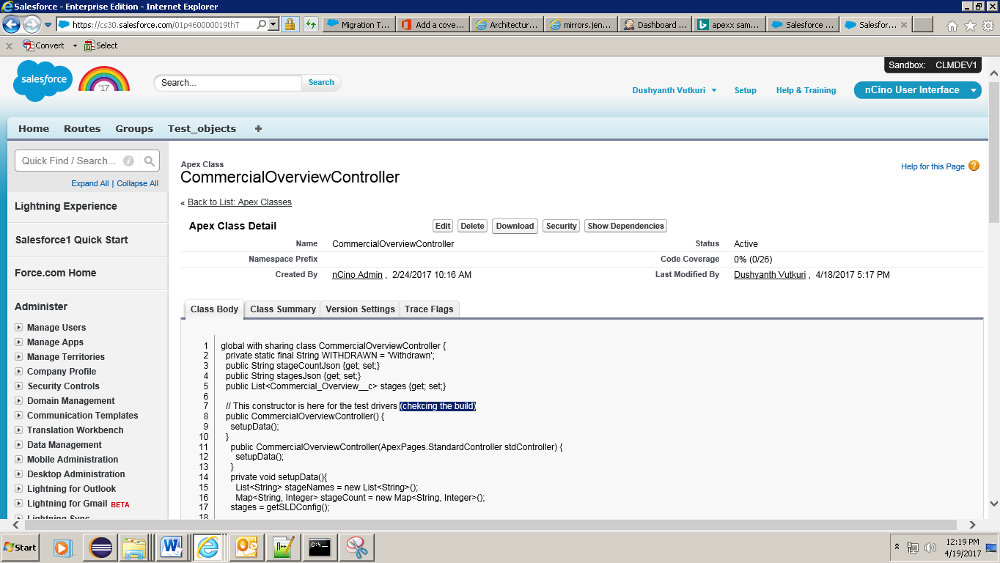 Salesforce - Enterprise Edition - Internet Explorer
https://cs30.salesforce.com/01p460000019thT
Migration T...
Add a cove...
Architectur...
mirrors.jen...
Dashboard ...
apexx sam...
Salesforce ...
Salesfor...
Convert
Select
Sandbox: CLMDEV1
salesforce
'17
Search...
Search
Dushyanth Vutkuri
Setup
Help & Training
nCino User Interface
Home
Routes
Groups
Test_objects
+
Quick Find / Search...
Expand All | Collapse All
Lightning Experience
Salesforce1 Quick Start
Force.com Home
Administer
Manage Users
Manage Apps
Manage Territories
Company Profile
Security Controls
Domain Management
Communication Templates
Translation Workbench
Data Management
Mobile Administration
Desktop Administration
Lightning for Outlook
Lightning for Gmail BETA
Lightning Sync
Apex Class
CommercialOverviewController
Help for this Page
« Back to List: Apex Classes
Apex Class Detail
Edit
Delete
Download
Security
Show Dependencies
Name CommercialOverviewController
Status Active
Namespace Prefix
Code Coverage 0% (0/26)
Created By nCino Admin , 2/24/2017 10:16 AM
Last Modified By Dushyanth Vutkuri , 4/18/2017 5:17 PM
Class Body
Class Summary
Version Settings
Trace Flags
1 global with sharing class CommercialOverviewController {
2 private static final String WITHDRAWN = 'Withdrawn';
3 public String stageCountJson {get; set;}
4 public String stagesJson {get; set;}
5 public List<Commercial_Overview__c> stages {get; set;}
6
7 // This constructor is here for the test drivers (chekcing the build)
8 public CommercialOverviewController() {
9 setupData();
10 }
11 public CommercialOverviewController(ApexPages.StandardController stdController) {
12 setupData();
13 }
14 private void setupData(){
15 List<String> stageNames = new List<String>();
16 Map<String, Integer> stageCount = new Map<String, Integer>();
17 stages = getSLDConfig();
18
Start
12:19 PM
4/19/2017